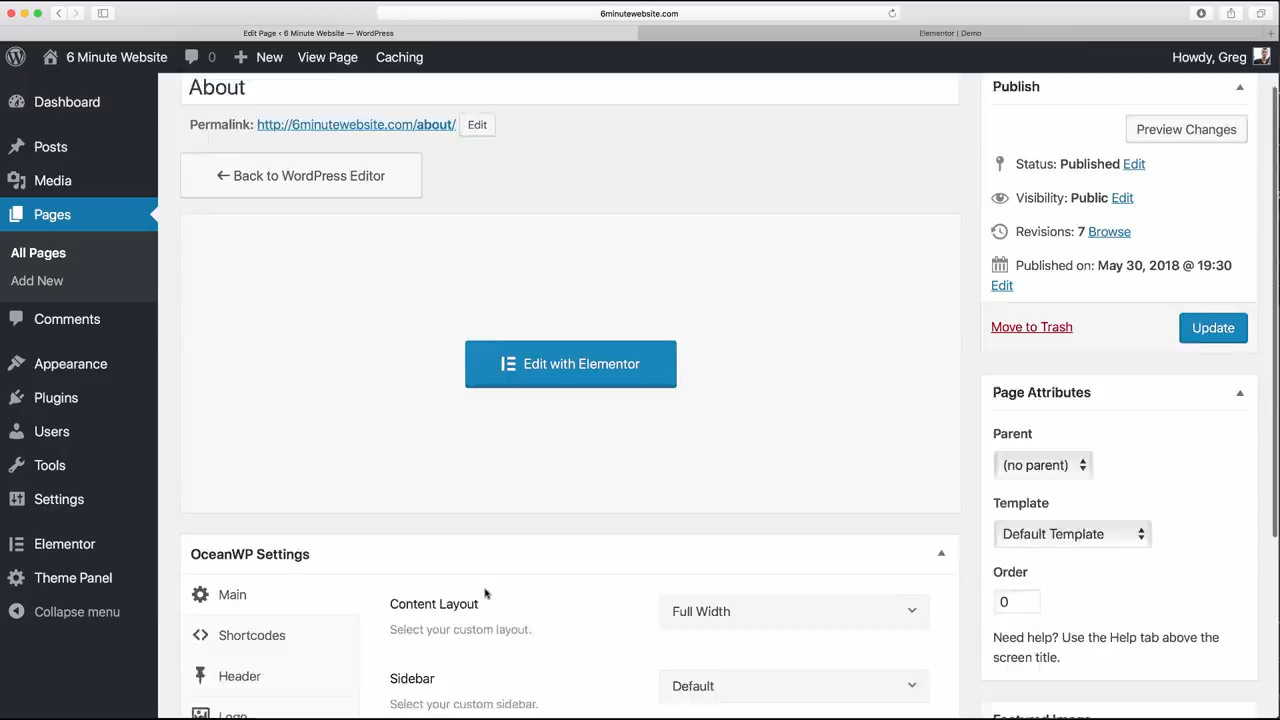 6minutewebsite.com
Edit Page ‹ 6 Minute Website — WordPress
Elementor | Demo
6 Minute Website
0
New
View Page
Caching
Howdy, Greg
Dashboard
Posts
Media
Pages
All Pages
Add New
Comments
Appearance
Plugins
Users
Tools
Settings
Elementor
Theme Panel
Collapse menu
About
Permalink: http://6minutewebsite.com/about/ Edit
← Back to WordPress Editor
Edit with Elementor
OceanWP Settings
Main
Shortcodes
Header
Logo
Content Layout
Select your custom layout.
Full Width
Sidebar
Select your custom sidebar.
Default
Publish
Preview Changes
Status: Published Edit
Visibility: Public Edit
Revisions: 7 Browse
Published on: May 30, 2018 @ 19:30
Edit
Move to Trash
Update
Page Attributes
Parent
(no parent)
Template
Default Template
Order
0
Need help? Use the Help tab above the
screen title.
Featured Image